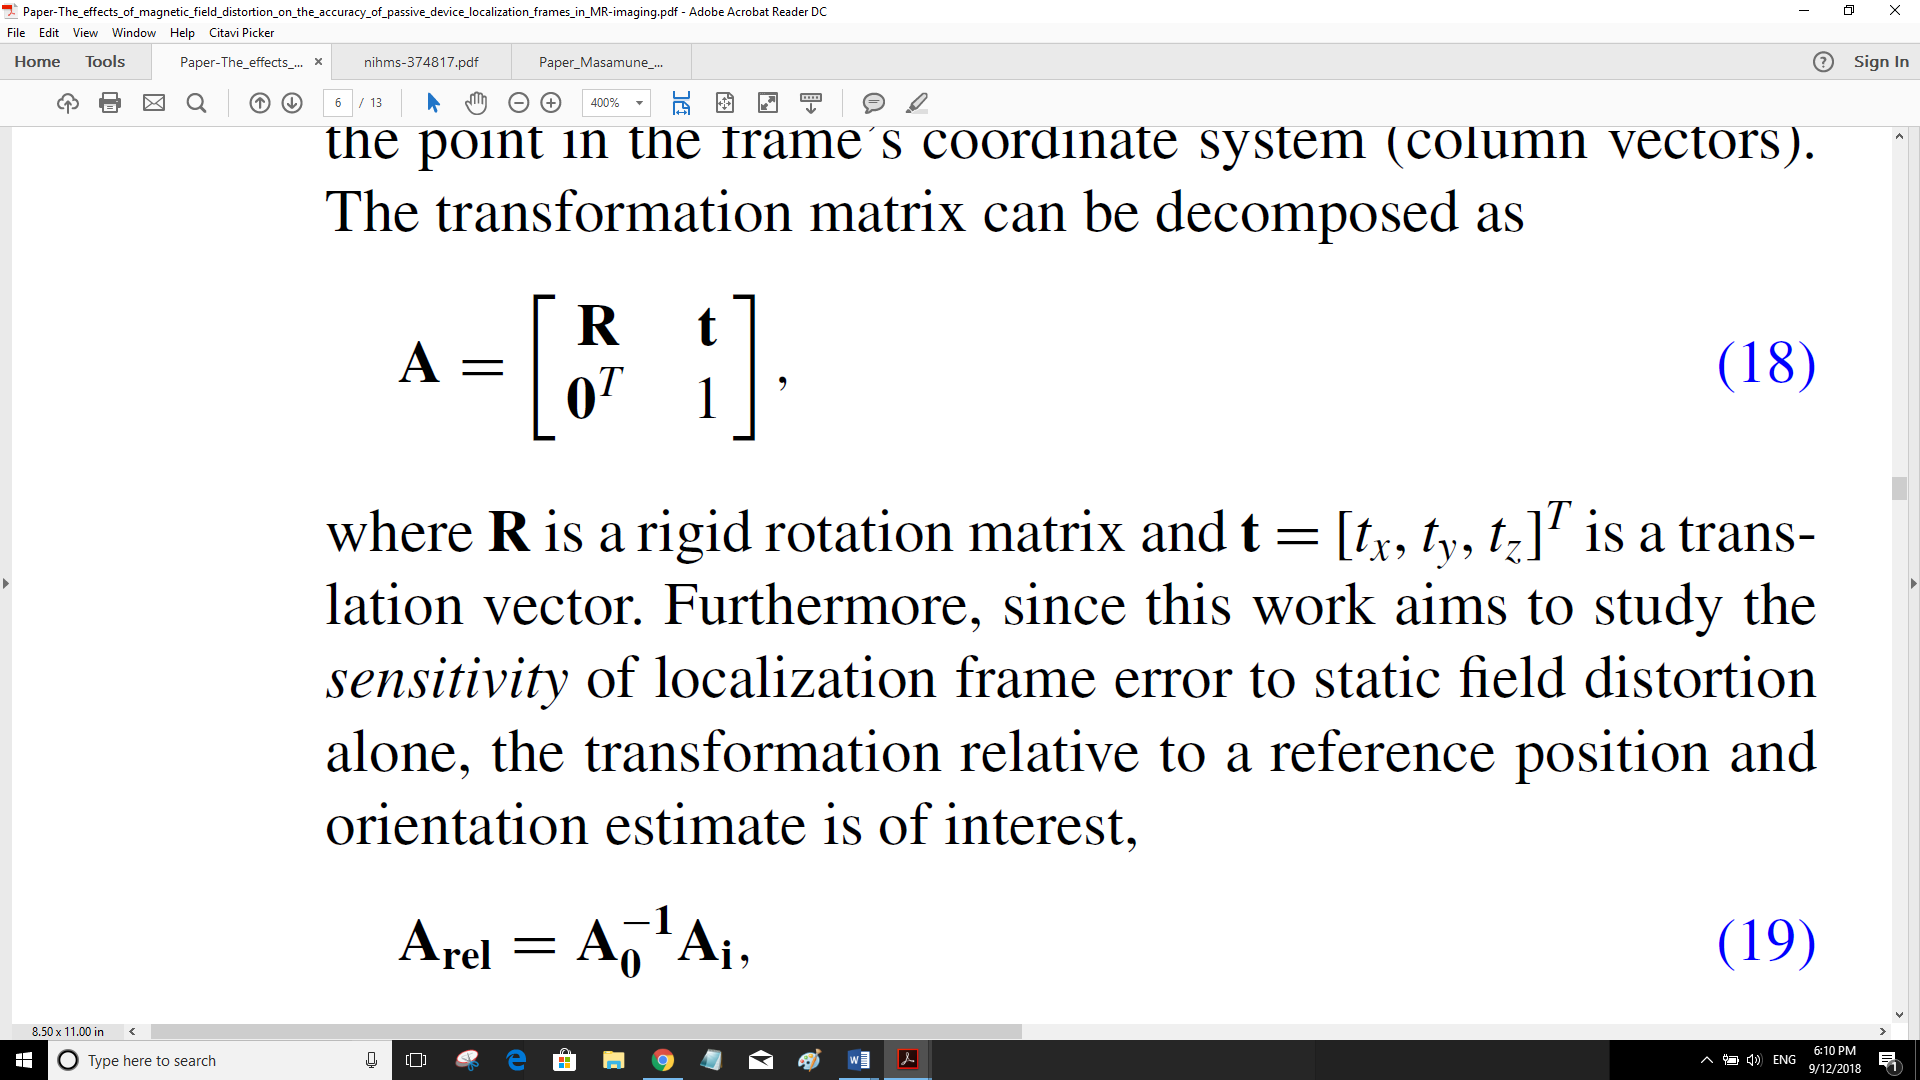 Paper-The_effects_of_magnetic_field_distortion_on_the_accuracy_of_passive_device_localization_frames_in_MR-imaging.pdf - Adobe Acrobat Reader DC
File Edit View Window Help Citavi Picker
Home Tools Paper-The_effects_... × nihms-374817.pdf Paper_Masamune_... ? Sign In
6 / 13 400%
the point in the frame's coordinate system (column vectors).
The transformation matrix can be decomposed as
A = [ R t
0^T 1 ], (18)
where R is a rigid rotation matrix and t = [t_x, t_y, t_z]^T is a trans-
lation vector. Furthermore, since this work aims to study the
sensitivity of localization frame error to static field distortion
alone, the transformation relative to a reference position and
orientation estimate is of interest,
A_rel = A_0^{-1} A_i, (19)
8.50 x 11.00 in
Type here to search ENG 6:10 PM
9/12/2018 1